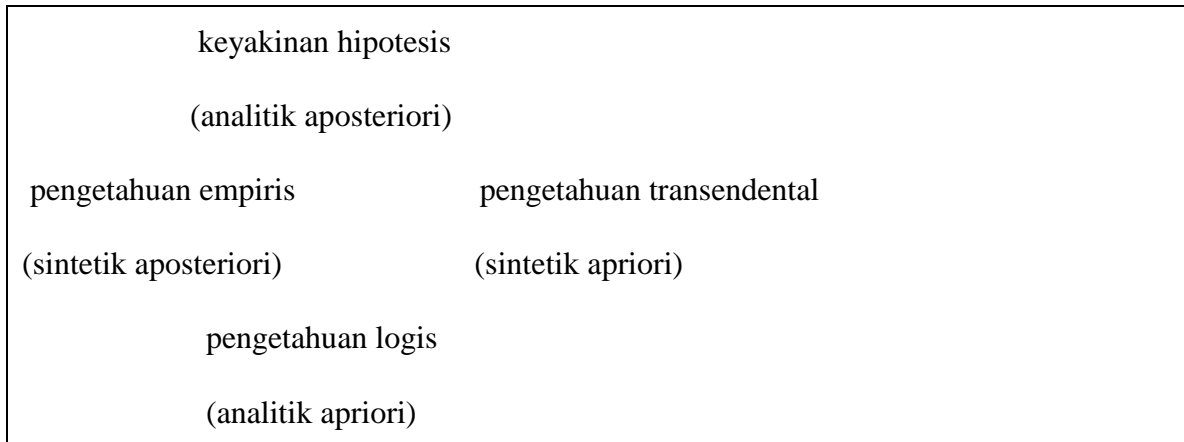 keyakinan hipotesis
(analitik aposteriori)
pengetahuan empiris pengetahuan transendental
(sintetik aposteriori) (sintetik apriori)
pengetahuan logis
(analitik apriori)